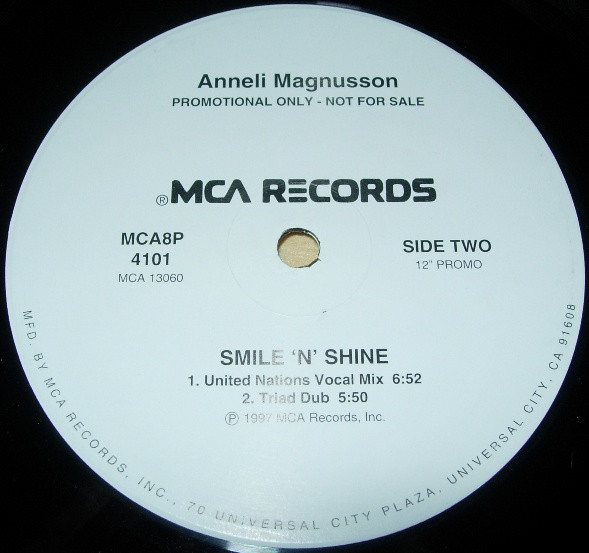 Anneli Magnusson
PROMOTIONAL ONLY - NOT FOR SALE
®MCA RECORDS
MCA8P
4101
MCA 13060
SIDE TWO
12" PROMO
SMILE 'N' SHINE
1. United Nations Vocal Mix 6:52
2. Triad Dub 5:50
℗ 1997 MCA Records, Inc.
MFD. BY MCA RECORDS, INC., 70 UNIVERSAL CITY PLAZA, UNIVERSAL CITY, CA 91608